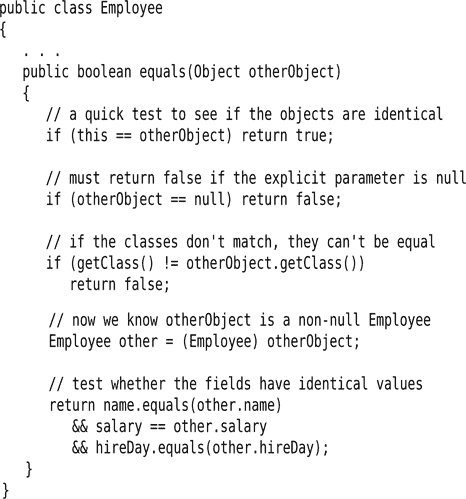 public class Employee
{
. . .
public boolean equals(Object otherObject)
{
// a quick test to see if the objects are identical
if (this == otherObject) return true;
// must return false if the explicit parameter is null
if (otherObject == null) return false;
// if the classes don't match, they can't be equal
if (getClass() != otherObject.getClass())
return false;
// now we know otherObject is a non-null Employee
Employee other = (Employee) otherObject;
// test whether the fields have identical values
return name.equals(other.name)
&& salary == other.salary
&& hireDay.equals(other.hireDay);
}
}